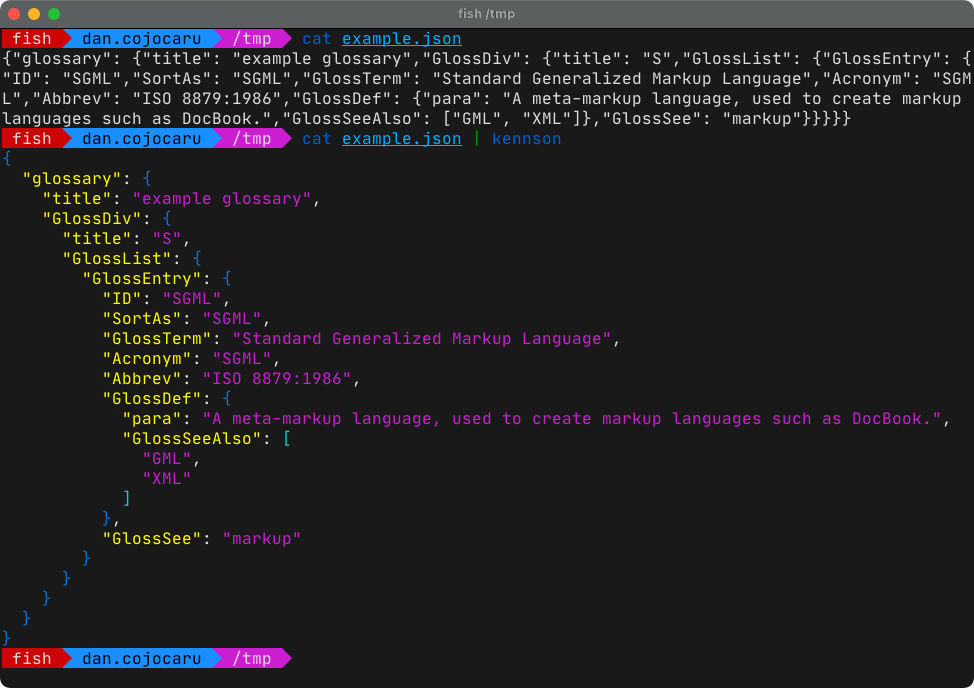 fish /tmp
fish dan.cojocaru /tmp cat example.json
{"glossary": {"title": "example glossary","GlossDiv": {"title": "S","GlossList": {"GlossEntry": {
"ID": "SGML","SortAs": "SGML","GlossTerm": "Standard Generalized Markup Language","Acronym": "SGM
L","Abbrev": "ISO 8879:1986","GlossDef": {"para": "A meta-markup language, used to create markup
languages such as DocBook.","GlossSeeAlso": ["GML", "XML"]},"GlossSee": "markup"}}}}}
fish dan.cojocaru /tmp cat example.json | kennson
{
  "glossary": {
    "title": "example glossary",
    "GlossDiv": {
      "title": "S",
      "GlossList": {
        "GlossEntry": {
          "ID": "SGML",
          "SortAs": "SGML",
          "GlossTerm": "Standard Generalized Markup Language",
          "Acronym": "SGML",
          "Abbrev": "ISO 8879:1986",
          "GlossDef": {
            "para": "A meta-markup language, used to create markup languages such as DocBook.",
            "GlossSeeAlso": [
              "GML",
              "XML"
            ]
          },
          "GlossSee": "markup"
        }
      }
    }
  }
}
fish dan.cojocaru /tmp